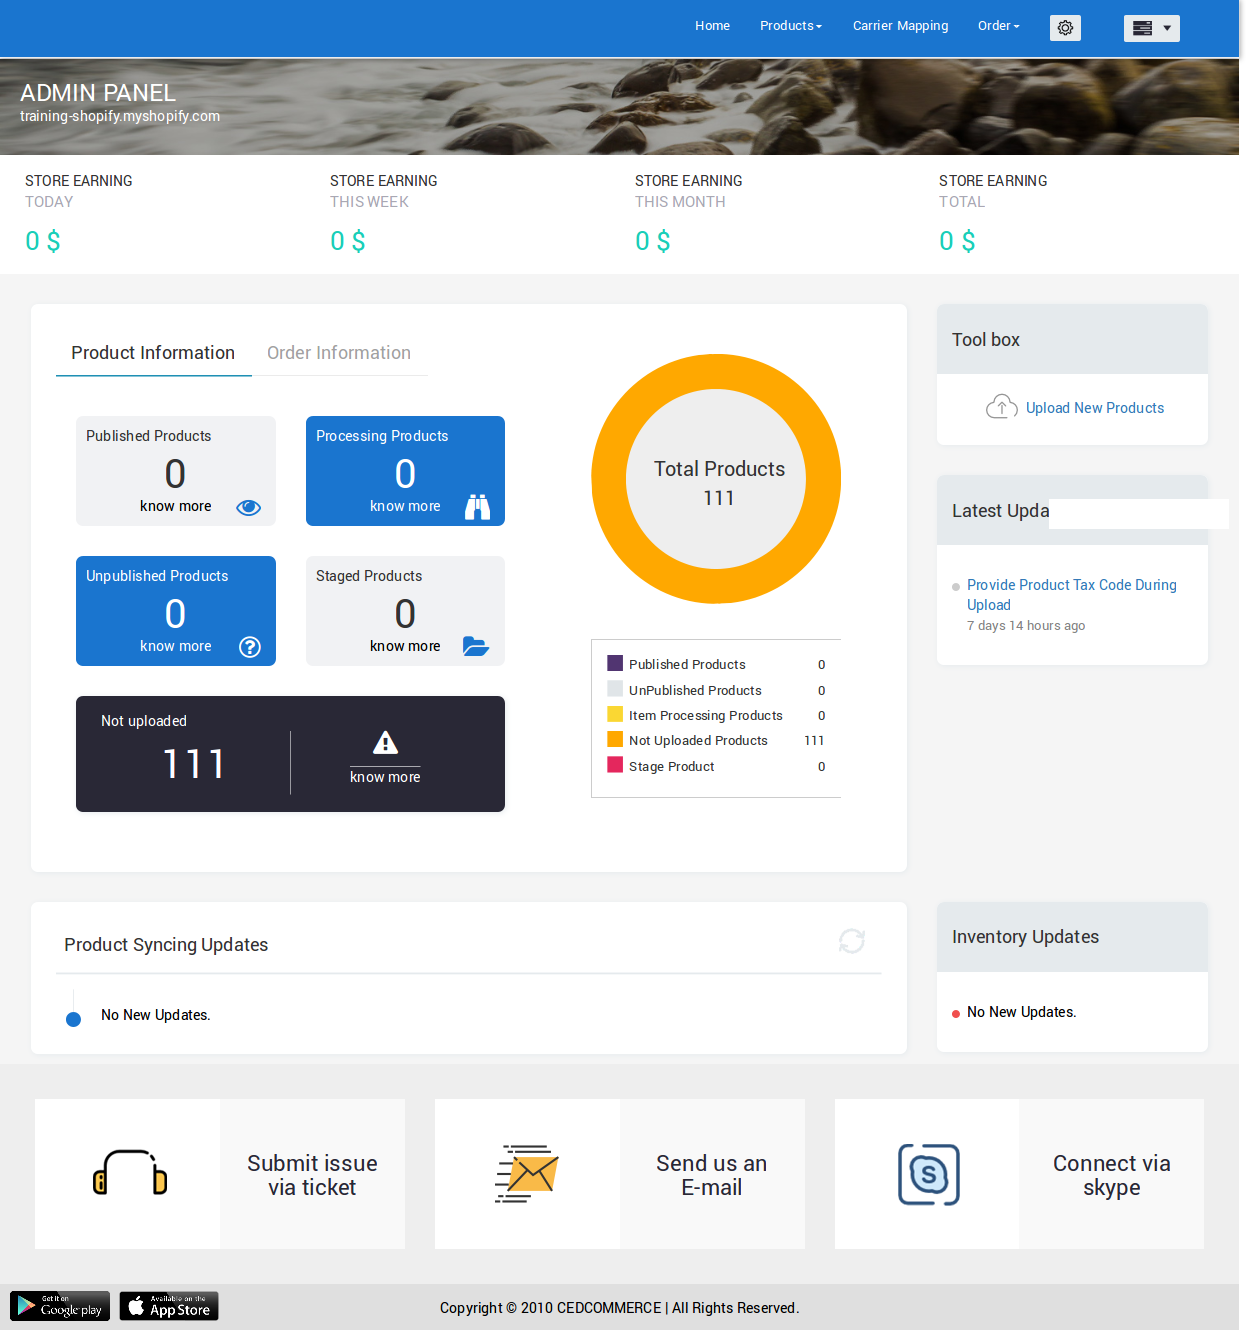 Home Products Carrier Mapping Order
ADMIN PANEL
training-shopify.myshopify.com
STORE EARNING
TODAY
0 $
STORE EARNING
THIS WEEK
0 $
STORE EARNING
THIS MONTH
0 $
STORE EARNING
TOTAL
0 $
Product Information Order Information
Published Products
0
know more
Processing Products
0
know more
Unpublished Products
0
know more
Staged Products
0
know more
Not uploaded
111
know more
Total Products
111
Published Products 0
UnPublished Products 0
Item Processing Products 0
Not Uploaded Products 111
Stage Product 0
Tool box
Upload New Products
Latest Upda
Provide Product Tax Code During
Upload
7 days 14 hours ago
Product Syncing Updates
No New Updates.
Inventory Updates
No New Updates.
Submit issue
via ticket
Send us an
E-mail
S
Connect via
skype
Get it on
Google play
Available on the
App Store
Copyright © 2010 CEDCOMMERCE | All Rights Reserved.